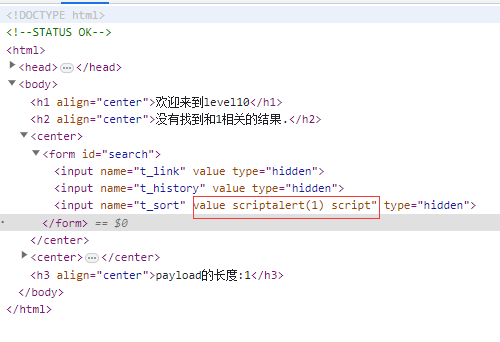 <!DOCTYPE html>
<!--STATUS OK-->
<html>
<head>…</head>
<body>
<h1 align="center">欢迎来到level10</h1>
<h2 align="center">没有找到和1相关的结果.</h2>
<center>
<form id="search">
<input name="t_link" value type="hidden">
<input name="t_history" value type="hidden">
<input name="t_sort" value scriptalert(1) script" type="hidden">
</form> == $0
</center>
<center>…</center>
<h3 align="center">payload的长度:1</h3>
</body>
</html>